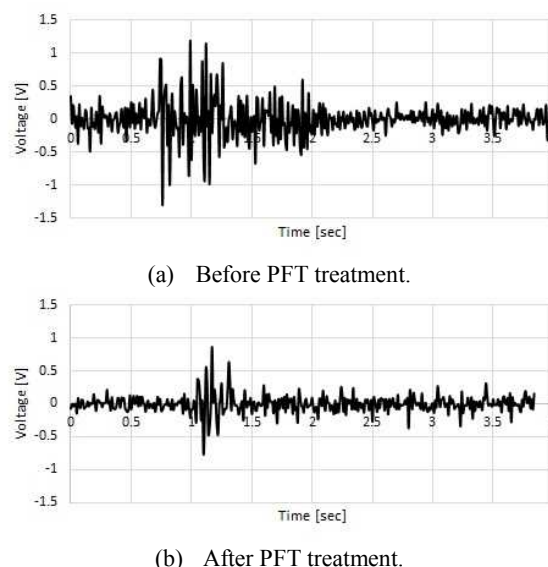 1.5
1
0.5
0
-0.5
-1
-1.5
Voltage [V]
0 0.5 1 1.5 2 2.5 3 3.5
Time [sec]
(a) Before PFT treatment.
1.5
1
0.5
0
-0.5
-1
-1.5
Voltage [V]
0 0.5 1 1.5 2 2.5 3 3.5
Time [sec]
(b) After PFT treatment.